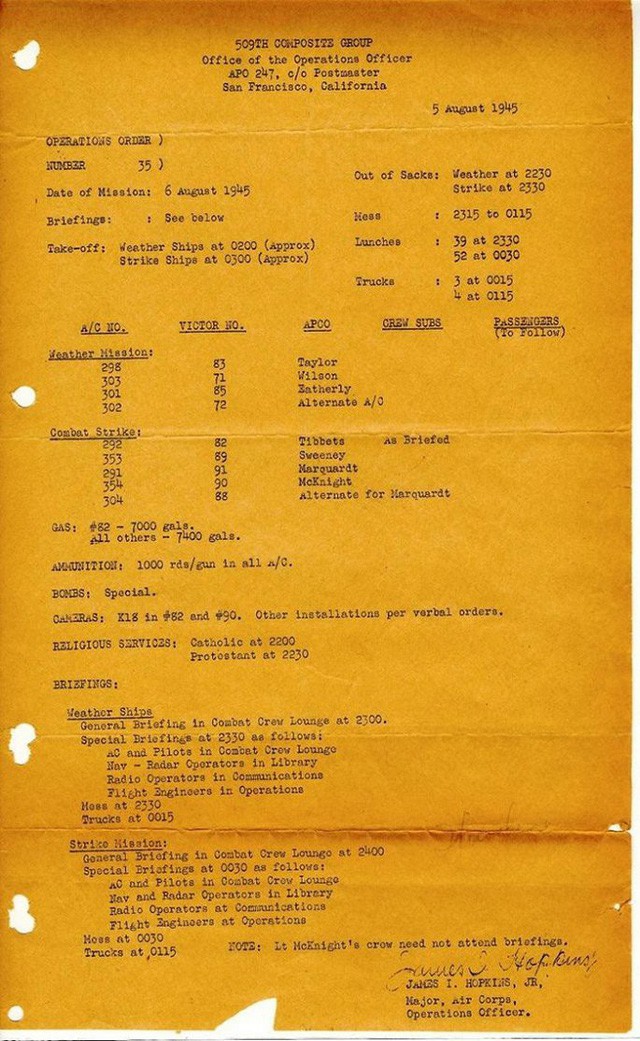 509TH COMPOSITE GROUP
Office of the Operations Officer
APO 247, c/o Postmaster
San Francisco, California
5 August 1945
OPERATIONS ORDER )
NUMBER 35 )
Out of Sacks: Weather at 2230
Strike at 2330
Date of Mission: 6 August 1945
Mess : 2315 to 0115
Briefings: : See below
Lunches : 39 at 2330
52 at 0030
Take-off: Weather Ships at 0200 (Approx)
Strike Ships at 0300 (Approx)
Trucks : 3 at 0015
4 at 0115
A/C NO. VICTOR NO. APCO CREW SUBS PASSENGERS
(To Follow)
Weather Mission:
298 83 Taylor
303 71 Wilson
301 85 Eatherly
302 72 Alternate A/C
Combat Strike:
292 82 Tibbets As Briefed
353 89 Sweeney
291 91 Marquardt
354 90 McKnight
304 88 Alternate for Marquardt
GAS: #82 - 7000 gals.
All others - 7400 gals.
AMMUNITION: 1000 rds/gun in all A/C.
BOMBS: Special.
CAMERAS: K18 in #82 and #90. Other installations per verbal orders.
RELIGIOUS SERVICES: Catholic at 2200
Protestant at 2230
BRIEFINGS:
Weather Ships
General Briefing in Combat Crew Lounge at 2300.
Special Briefings at 2330 as follows:
AC and Pilots in Combat Crew Lounge
Nav - Radar Operators in Library
Radio Operators in Communications
Flight Engineers in Operations
Mess at 2330
Trucks at 0015
Strike Mission:
General Briefing in Combat Crew Lounge at 2400
Special Briefings at 0030 as follows:
AC and Pilots in Combat Crew Lounge
Nav and Radar Operators in Library
Radio Operators at Communications
Flight Engineers at Operations
Mess at 0030
Trucks at 0115
NOTE: Lt McKnight's crew need not attend briefings.
James I. Hopkins Jr
JAMES I. HOPKINS, JR,
Major, Air Corps,
Operations Officer.